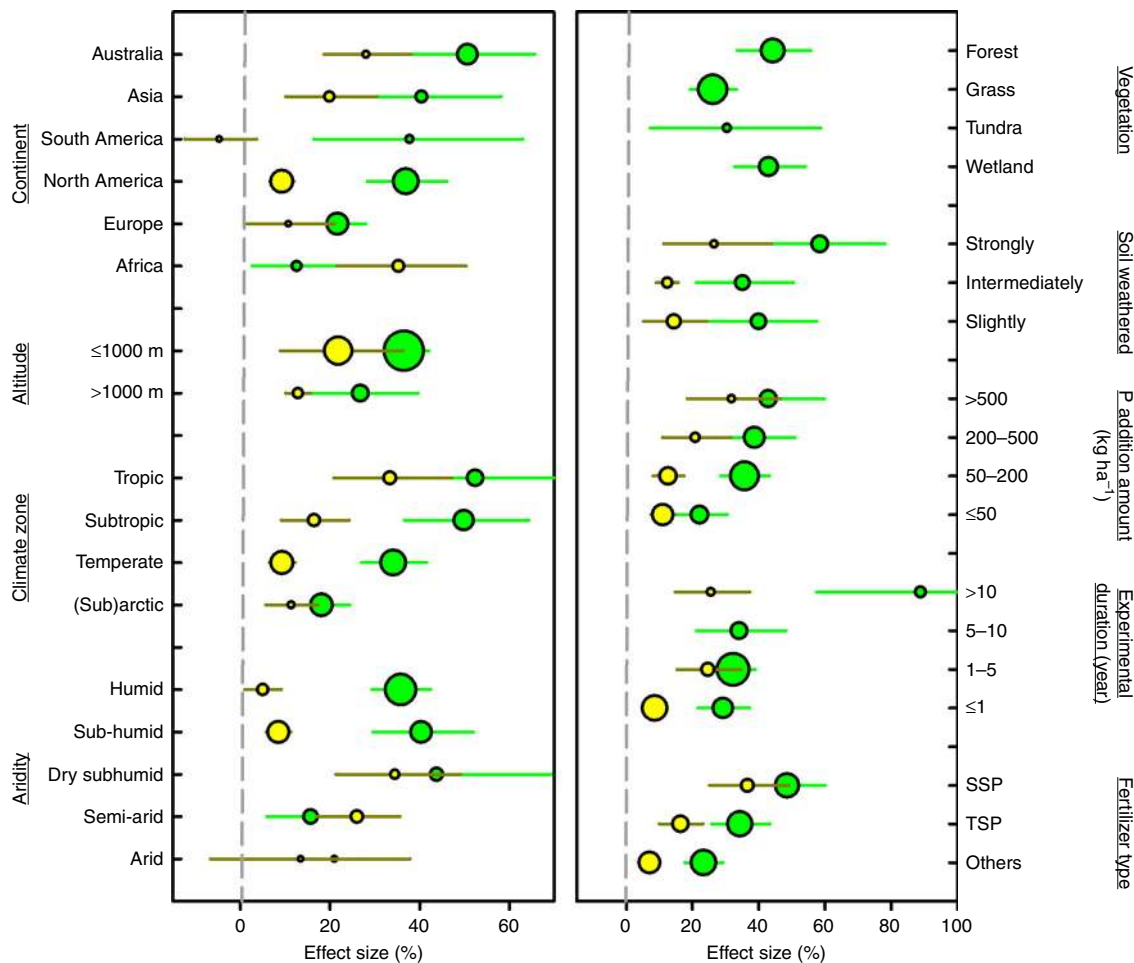 Continent
Australia
Asia
South America
North America
Europe
Africa
Altitude
≤1000 m
>1000 m
Climate zone
Tropic
Subtropic
Temperate
(Sub)arctic
Aridity
Humid
Sub-humid
Dry subhumid
Semi-arid
Arid
0 20 40 60
Effect size (%)
Vegetation
Forest
Grass
Tundra
Wetland
Soil weathered
Strongly
Intermediately
Slightly
P addition amount
(kg ha⁻¹)
>500
200–500
50–200
≤50
Experimental
duration (year)
>10
5–10
1–5
≤1
Fertilizer type
SSP
TSP
Others
0 20 40 60 80 100
Effect size (%)